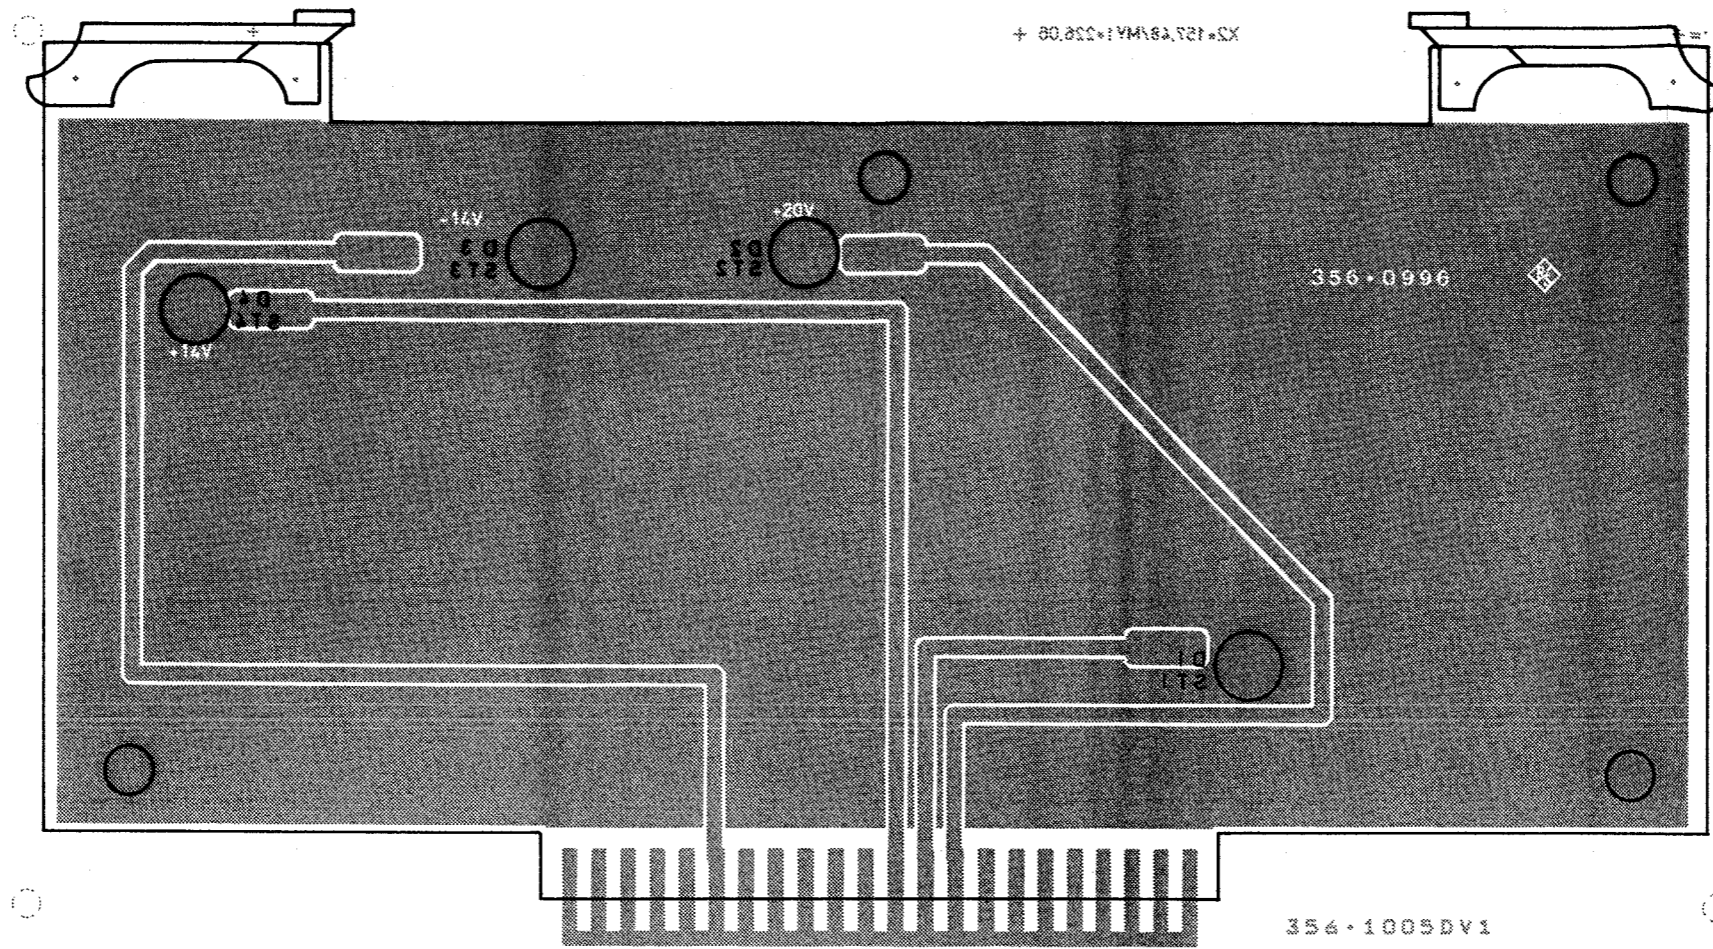 X2=157,48/MY1=226,06 +
-14V
+20V
D3
ST3
D2
ST2
356·0996
D4
ST4
+14V
D1
ST1
356·1005DV1